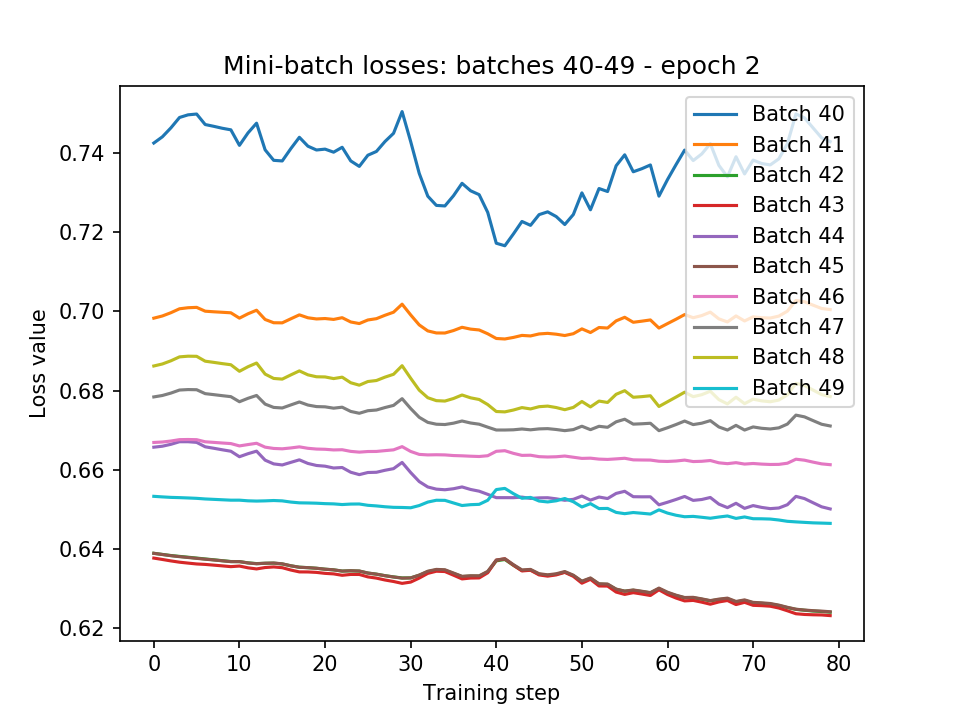 Mini-batch losses: batches 40-49 - epoch 2
Loss value
0.74
0.72
0.70
0.68
0.66
0.64
0.62
0 10 20 30 40 50 60 70 80
Training step
Batch 40
Batch 41
Batch 42
Batch 43
Batch 44
Batch 45
Batch 46
Batch 47
Batch 48
Batch 49